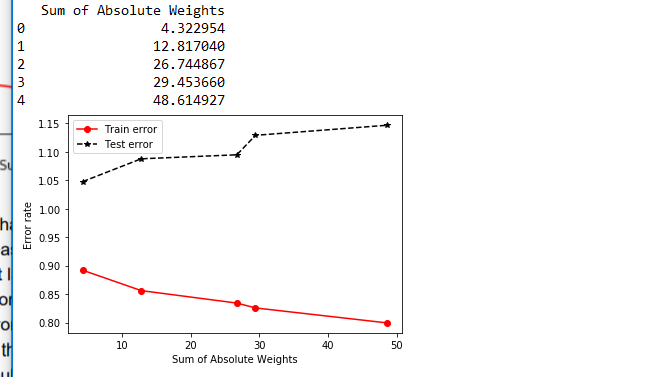 Sum of Absolute Weights
0 4.322954
1 12.817040
2 26.744867
3 29.453660
4 48.614927
1.15
1.10
1.05
1.00
0.95
0.90
0.85
0.80
Error rate
Train error
Test error
10 20 30 40 50
Sum of Absolute Weights